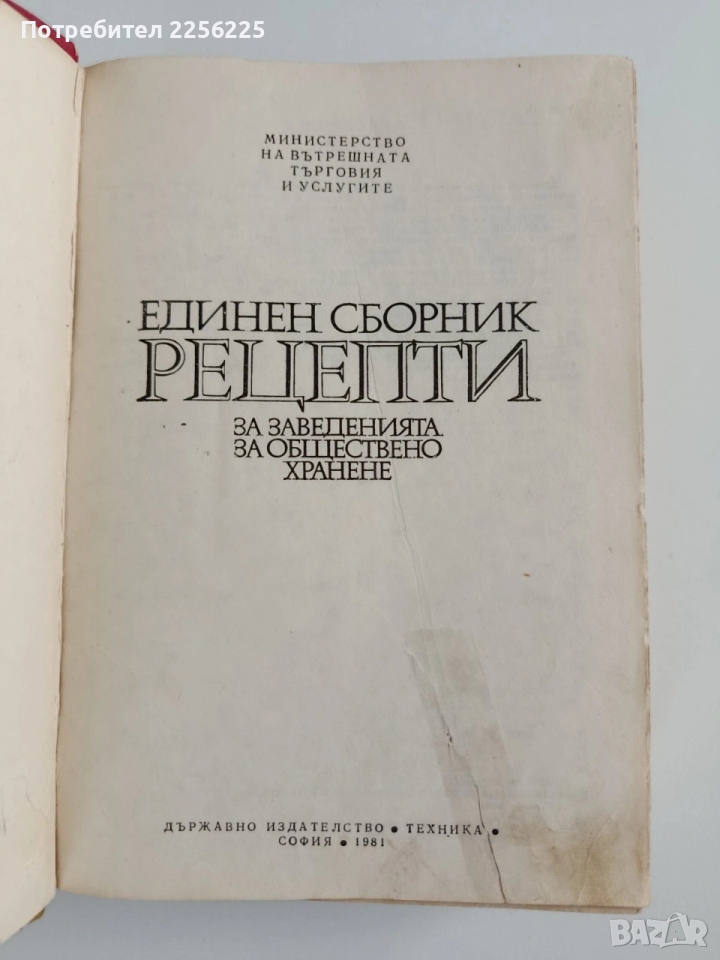 Потребител 2256225
МИНИСТЕРСТВО
НА ВЪТРЕШНАТА
ТЪРГОВИЯ
И УСЛУГИТЕ
ЕДИНЕН СБОРНИК
РЕЦЕПТИ
ЗА ЗАВЕДЕНИЯТА
ЗА ОБЩЕСТВЕНО
ХРАНЕНЕ
ДЪРЖАВНО ИЗДАТЕЛСТВО • ТЕХНИКА •
СОФИЯ • 1981
BAZAR